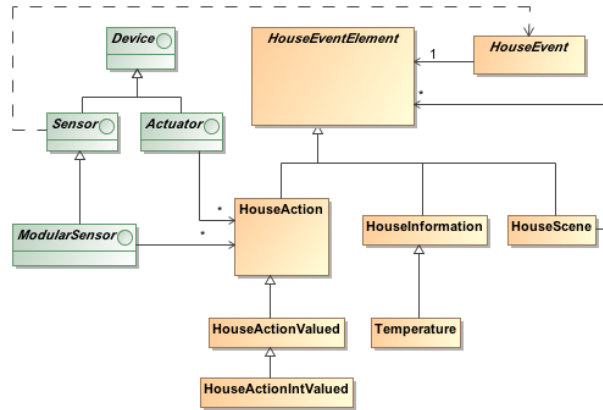 Device
HouseEventElement
HouseEvent
1
*
Sensor
Actuator
*
HouseAction
HouseInformation
HouseScene
ModularSensor
*
HouseActionValued
Temperature
HouseActionIntValued